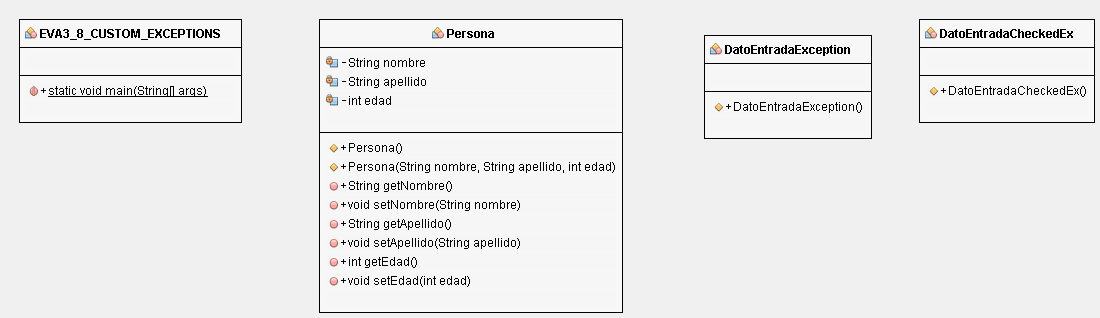 EVA3_8_CUSTOM_EXCEPTIONS
+static void main(String[] args)
Persona
-String nombre
-String apellido
-int edad
+Persona()
+Persona(String nombre, String apellido, int edad)
+String getNombre()
+void setNombre(String nombre)
+String getApellido()
+void setApellido(String apellido)
+int getEdad()
+void setEdad(int edad)
DatoEntradaException
+DatoEntradaException()
DatoEntradaCheckedEx
+DatoEntradaCheckedEx()